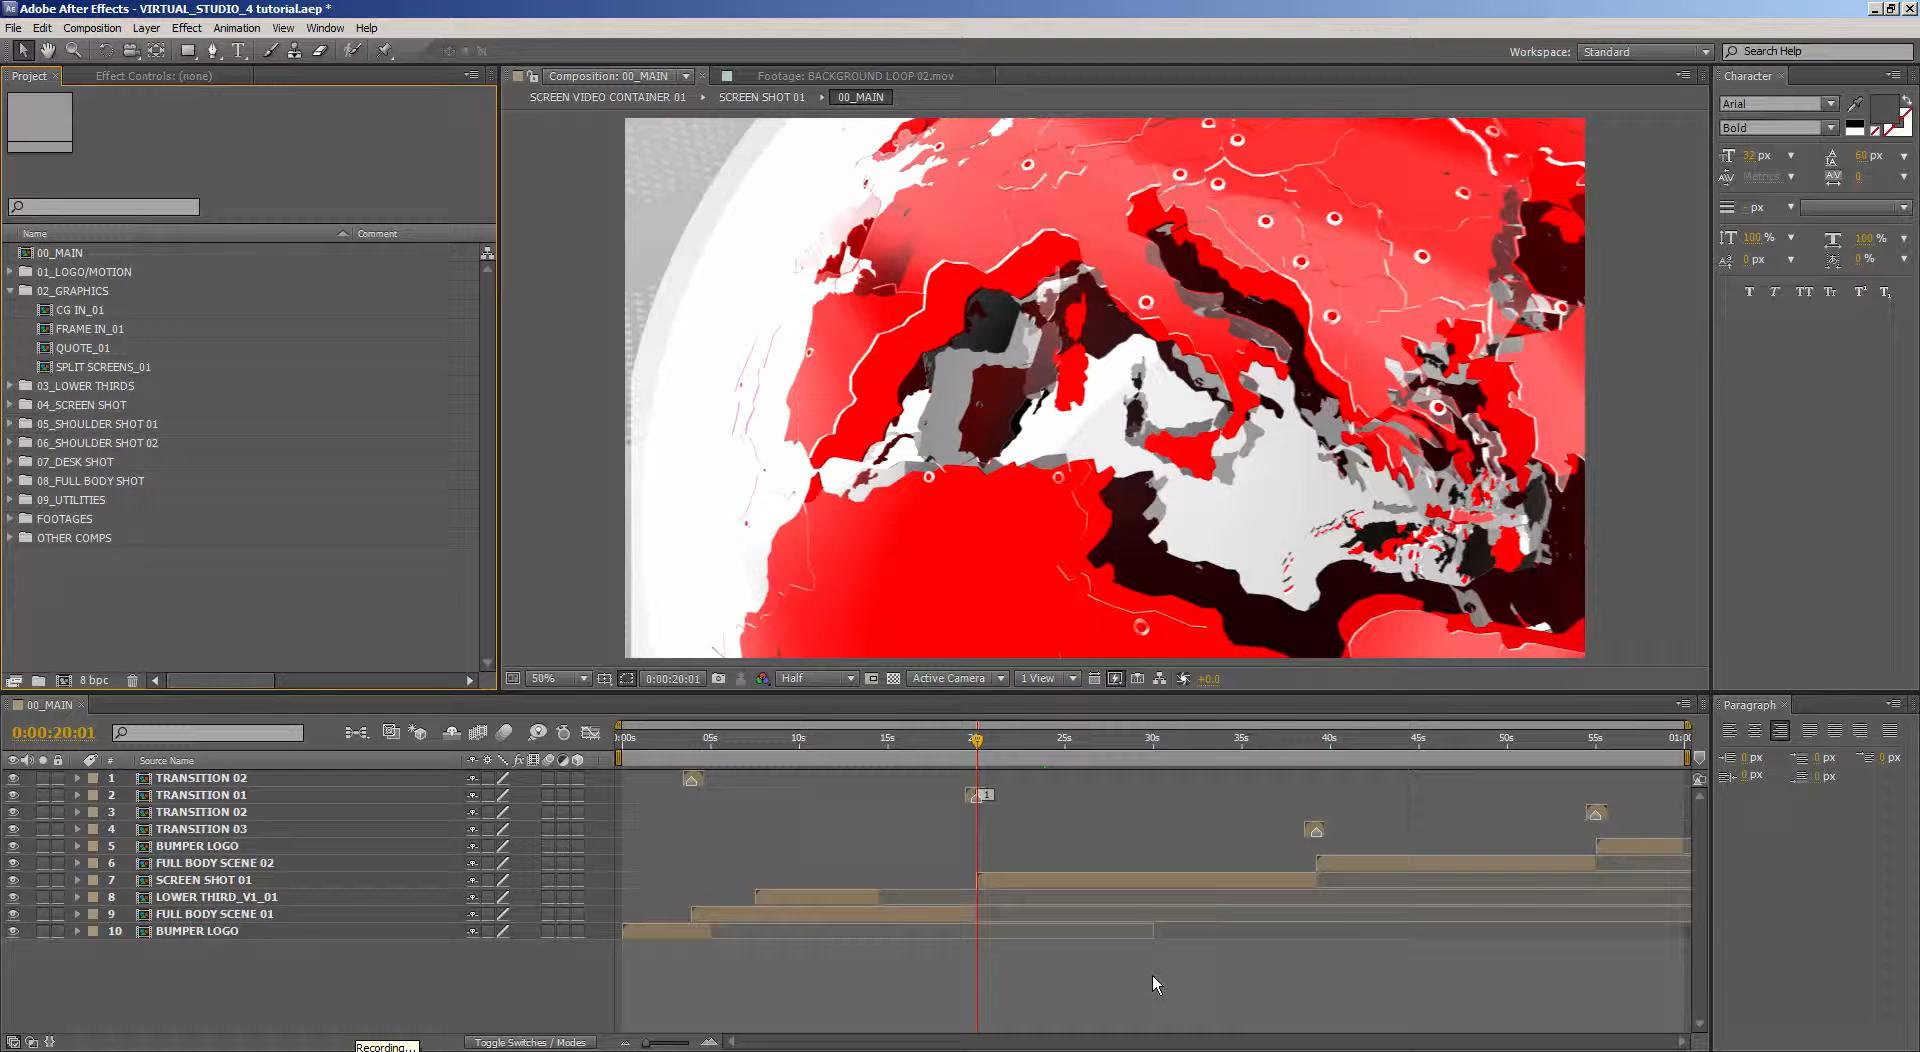 Adobe After Effects - VIRTUAL_STUDIO_4 tutorial.aep *
File Edit Composition Layer Effect Animation View Window Help
Workspace: Standard Search Help
Project Effect Controls: (none)
Composition: 00_MAIN Footage: BACKGROUND LOOP 02.mov
SCREEN VIDEO CONTAINER 01 SCREEN SHOT 01 00_MAIN
Name Comment
00_MAIN
01_LOGO/MOTION
02_GRAPHICS
CG IN_01
FRAME IN_01
QUOTE_01
SPLIT SCREENS_01
03_LOWER THIRDS
04_SCREEN SHOT
05_SHOULDER SHOT 01
06_SHOULDER SHOT 02
07_DESK SHOT
08_FULL BODY SHOT
09_UTILITIES
FOOTAGES
OTHER COMPS
8 bpc
50% 0:00:20:01 Half Active Camera 1 View +0.0
Character
Arial
Bold
32 px 60 px
Metrics 0
- px
100 % 100 %
0 px 0 %
T T TT Tt T¹ T₁
00_MAIN
0:00:20:01
:00s 05s 10s 15s 20s 25s 30s 35s 40s 45s 50s 55s 01:00
# Source Name
1 TRANSITION 02
2 TRANSITION 01
3 TRANSITION 02
4 TRANSITION 03
5 BUMPER LOGO
6 FULL BODY SCENE 02
7 SCREEN SHOT 01
8 LOWER THIRD_V1_01
9 FULL BODY SCENE 01
10 BUMPER LOGO
1
Toggle Switches / Modes
Recording...
Paragraph
0 px 0 px 0 px
0 px 0 px